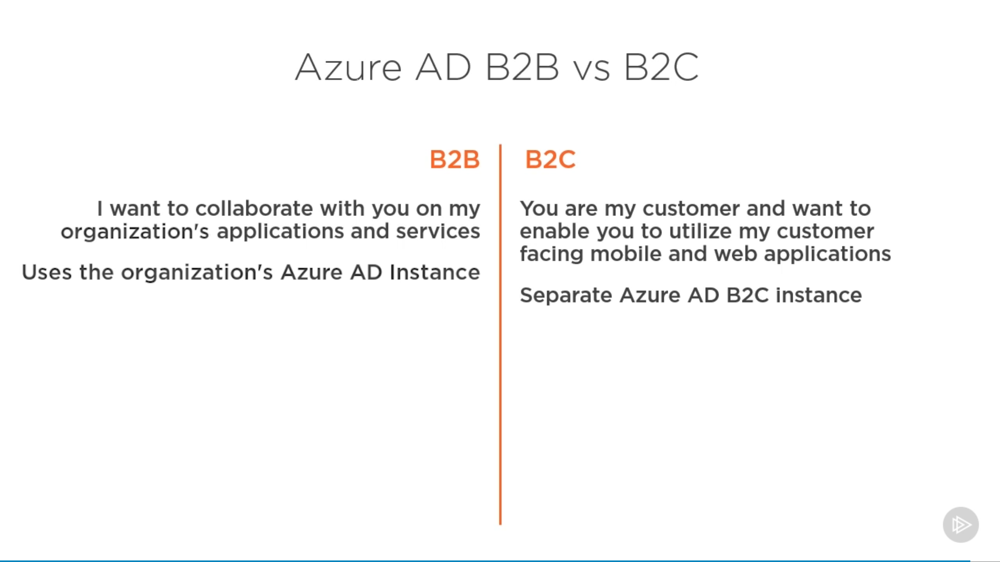 Azure AD B2B vs B2C
B2B
I want to collaborate with you on my
organization's applications and services
Uses the organization's Azure AD Instance
B2C
You are my customer and want to
enable you to utilize my customer
facing mobile and web applications
Separate Azure AD B2C instance